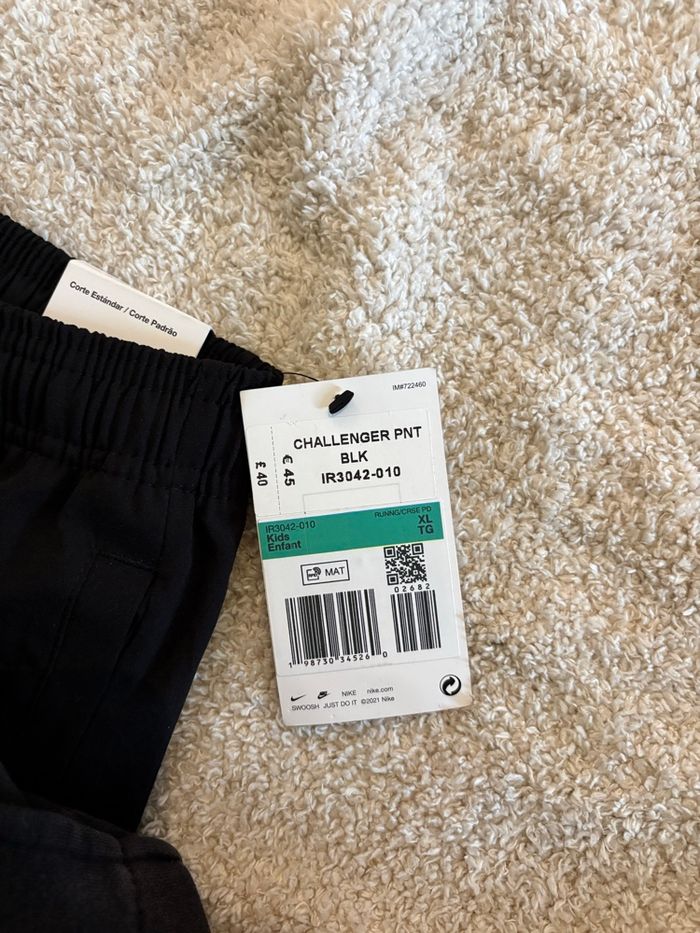 Corte Estándar / Corte Padrão
IM#722460
CHALLENGER PNT
BLK
IR3042-010
€ 45
£ 40
IR3042-010
Kids
Enfant
RUNNG/CRSE PD
XL
TG
MAT
02682
1 98730 34526 0
NIKE nike.com
SWOOSH JUST DO IT ©2021 Nike